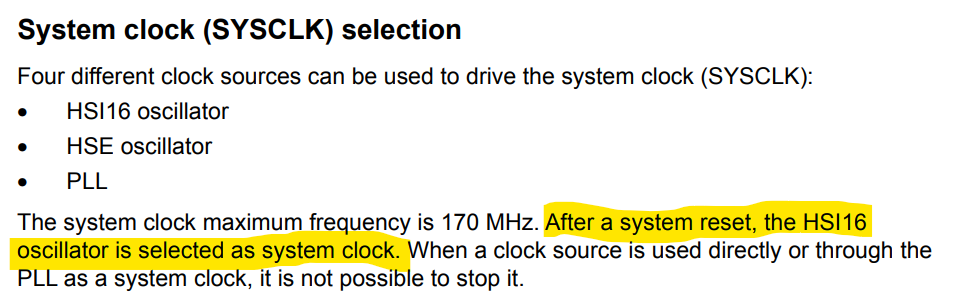 System clock (SYSCLK) selection
Four different clock sources can be used to drive the system clock (SYSCLK):
• HSI16 oscillator
• HSE oscillator
• PLL
The system clock maximum frequency is 170 MHz. After a system reset, the HSI16
oscillator is selected as system clock. When a clock source is used directly or through the
PLL as a system clock, it is not possible to stop it.